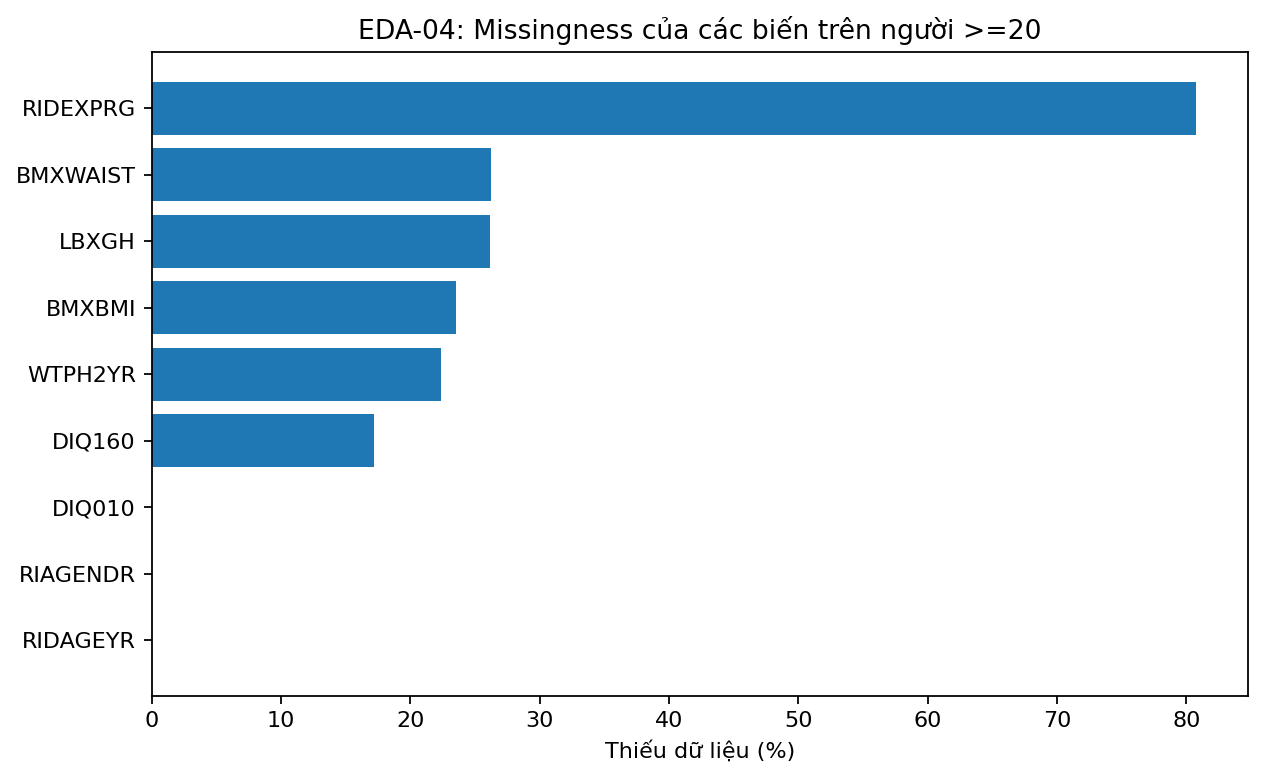 EDA-04: Missingness của các biến trên người >=20
RIDEXPRG
BMXWAIST
LBXGH
BMXBMI
WTPH2YR
DIQ160
DIQ010
RIAGENDR
RIDAGEYR
0 10 20 30 40 50 60 70 80
Thiếu dữ liệu (%)